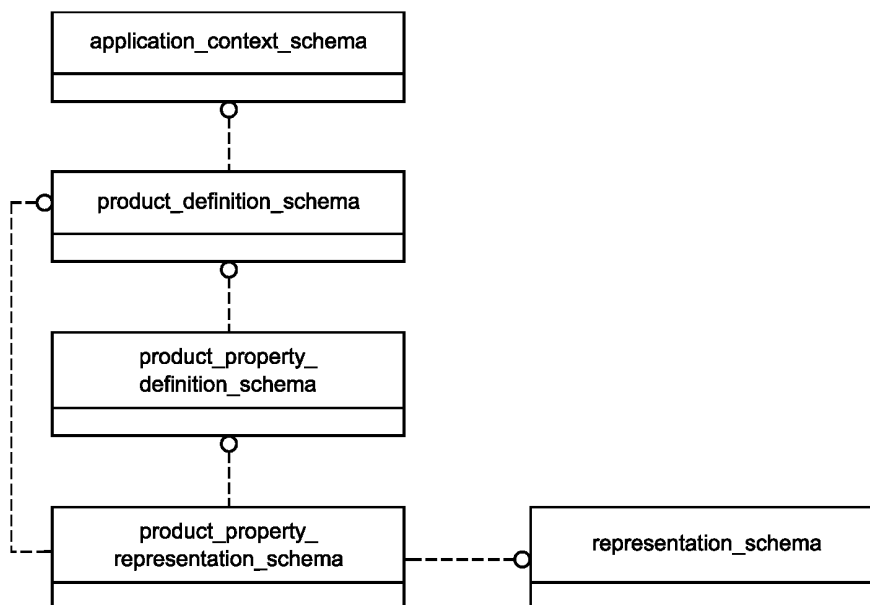 application_context_schema
product_definition_schema
product_property_
definition_schema
product_property_
representation_schema
representation_schema